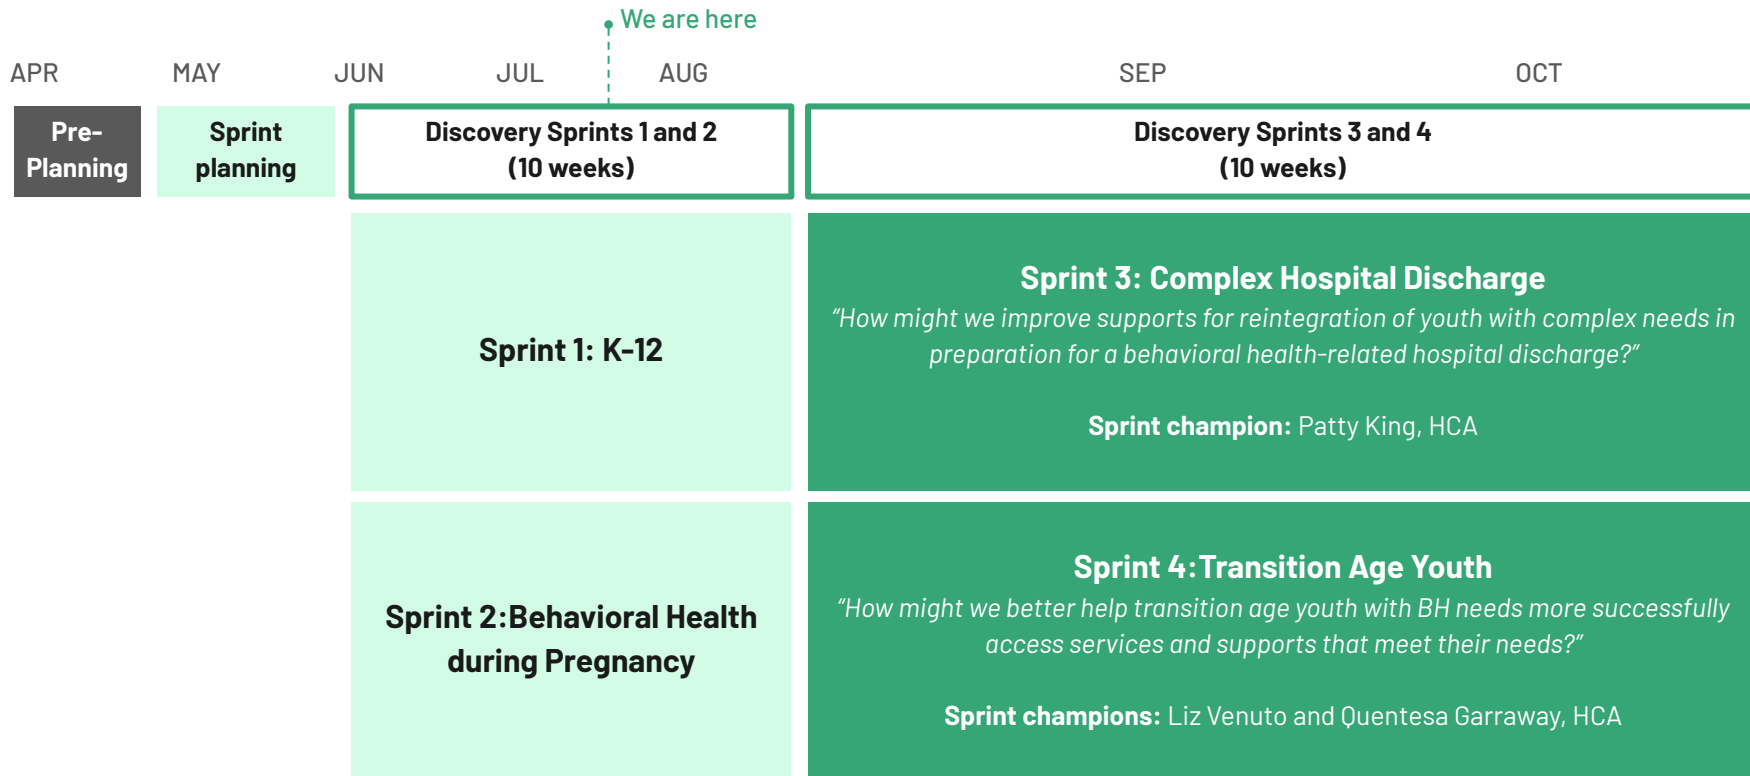 We are here
APR MAY JUN JUL AUG SEP OCT
Pre-
Planning
Sprint
planning
Discovery Sprints 1 and 2
(10 weeks)
Discovery Sprints 3 and 4
(10 weeks)
Sprint 1: K-12
Sprint 3: Complex Hospital Discharge
“How might we improve supports for reintegration of youth with complex needs in
preparation for a behavioral health-related hospital discharge?”
Sprint champion: Patty King, HCA
Sprint 2:Behavioral Health
during Pregnancy
Sprint 4:Transition Age Youth
“How might we better help transition age youth with BH needs more successfully
access services and supports that meet their needs?”
Sprint champions: Liz Venuto and Quentesa Garraway, HCA